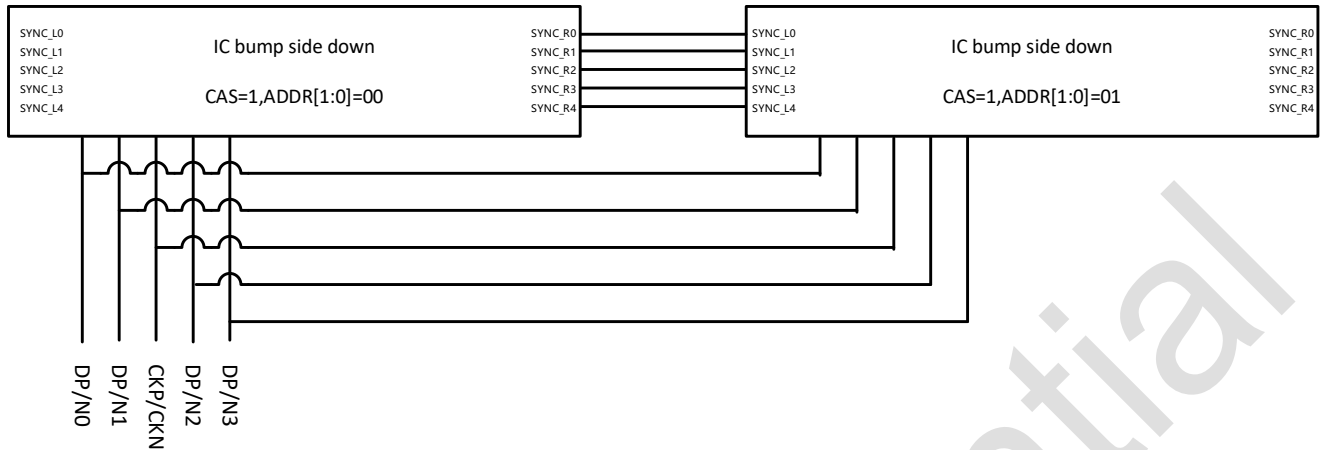 SYNC_L0
SYNC_L1
SYNC_L2
SYNC_L3
SYNC_L4
IC bump side down
CAS=1,ADDR[1:0]=00
SYNC_R0
SYNC_R1
SYNC_R2
SYNC_R3
SYNC_R4
SYNC_L0
SYNC_L1
SYNC_L2
SYNC_L3
SYNC_L4
IC bump side down
CAS=1,ADDR[1:0]=01
SYNC_R0
SYNC_R1
SYNC_R2
SYNC_R3
SYNC_R4
DP/N0
DP/N1
CKP/CKN
DP/N2
DP/N3
ntial